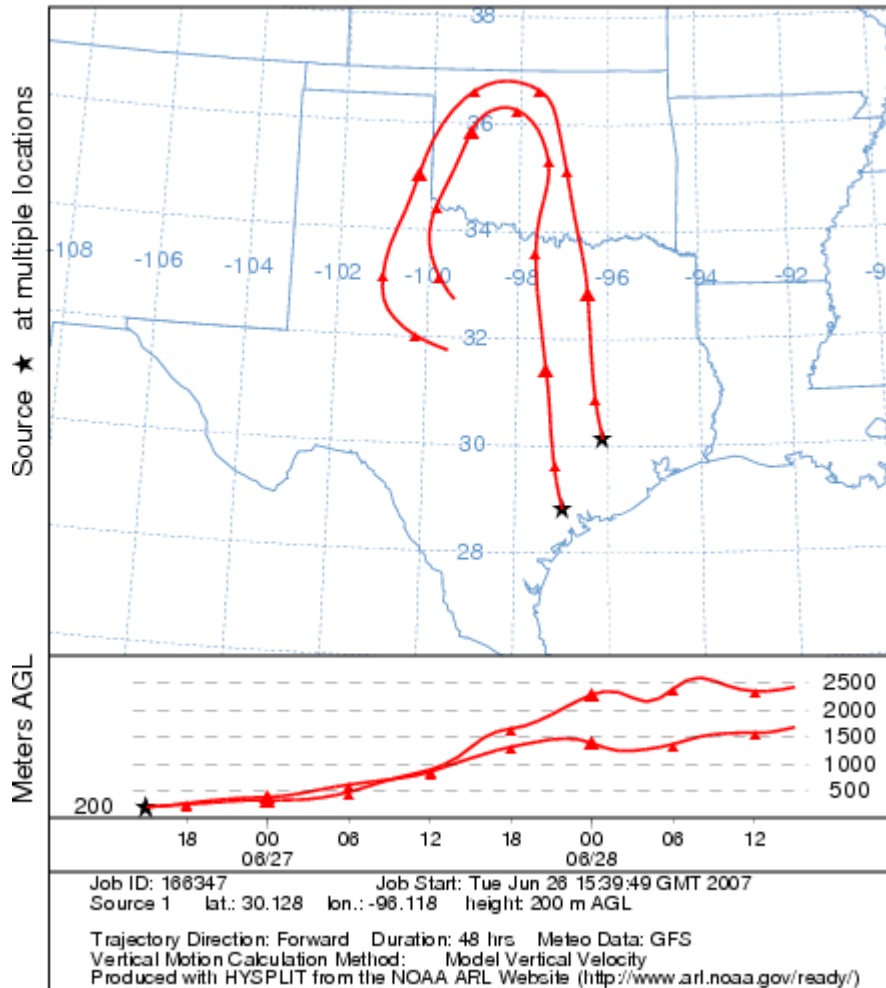 38
36
34
-108
-106
-104
-102
-100
-98
-96
-94
-92
-9
32
30
28
Source ★ at multiple locations
Meters AGL
2500
2000
1500
1000
500
200
18 00 06 12 18 00 06 12
06/27 06/28
Job ID: 166347 Job Start: Tue Jun 26 15:39:49 GMT 2007
Source 1 lat.: 30.128 lon.: -96.118 height: 200 m AGL
Trajectory Direction: Forward Duration: 48 hrs Meteo Data: GFS
Vertical Motion Calculation Method: Model Vertical Velocity
Produced with HYSPLIT from the NOAA ARL Website (http://www.arl.noaa.gov/ready/)